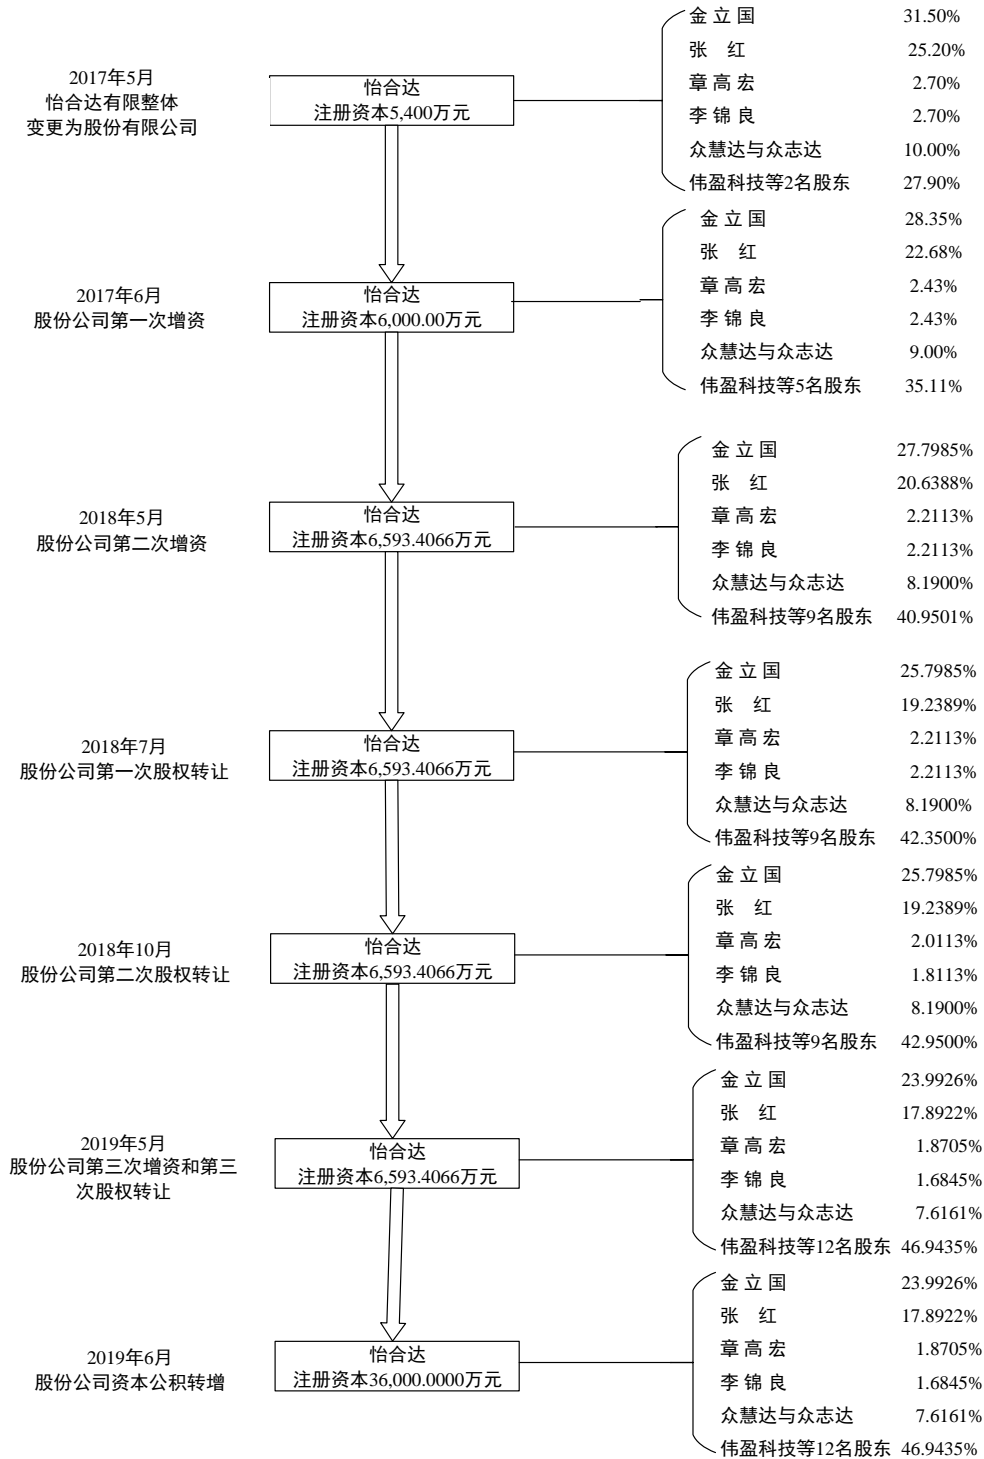 2017年5月
怡合达有限整体
变更为股份有限公司
怡合达
注册资本5,400万元
金立国 31.50%
张 红 25.20%
章高宏 2.70%
李锦良 2.70%
众慧达与众志达 10.00%
伟盈科技等2名股东 27.90%
2017年6月
股份公司第一次增资
怡合达
注册资本6,000.00万元
金立国 28.35%
张 红 22.68%
章高宏 2.43%
李锦良 2.43%
众慧达与众志达 9.00%
伟盈科技等5名股东 35.11%
2018年5月
股份公司第二次增资
怡合达
注册资本6,593.4066万元
金立国 27.7985%
张 红 20.6388%
章高宏 2.2113%
李锦良 2.2113%
众慧达与众志达 8.1900%
伟盈科技等9名股东 40.9501%
2018年7月
股份公司第一次股权转让
怡合达
注册资本6,593.4066万元
金立国 25.7985%
张 红 19.2389%
章高宏 2.2113%
李锦良 2.2113%
众慧达与众志达 8.1900%
伟盈科技等9名股东 42.3500%
2018年10月
股份公司第二次股权转让
怡合达
注册资本6,593.4066万元
金立国 25.7985%
张 红 19.2389%
章高宏 2.0113%
李锦良 1.8113%
众慧达与众志达 8.1900%
伟盈科技等9名股东 42.9500%
2019年5月
股份公司第三次增资和第三
次股权转让
怡合达
注册资本6,593.4066万元
金立国 23.9926%
张 红 17.8922%
章高宏 1.8705%
李锦良 1.6845%
众慧达与众志达 7.6161%
伟盈科技等12名股东 46.9435%
2019年6月
股份公司资本公积转增
怡合达
注册资本36,000.0000万元
金立国 23.9926%
张 红 17.8922%
章高宏 1.8705%
李锦良 1.6845%
众慧达与众志达 7.6161%
伟盈科技等12名股东 46.9435%